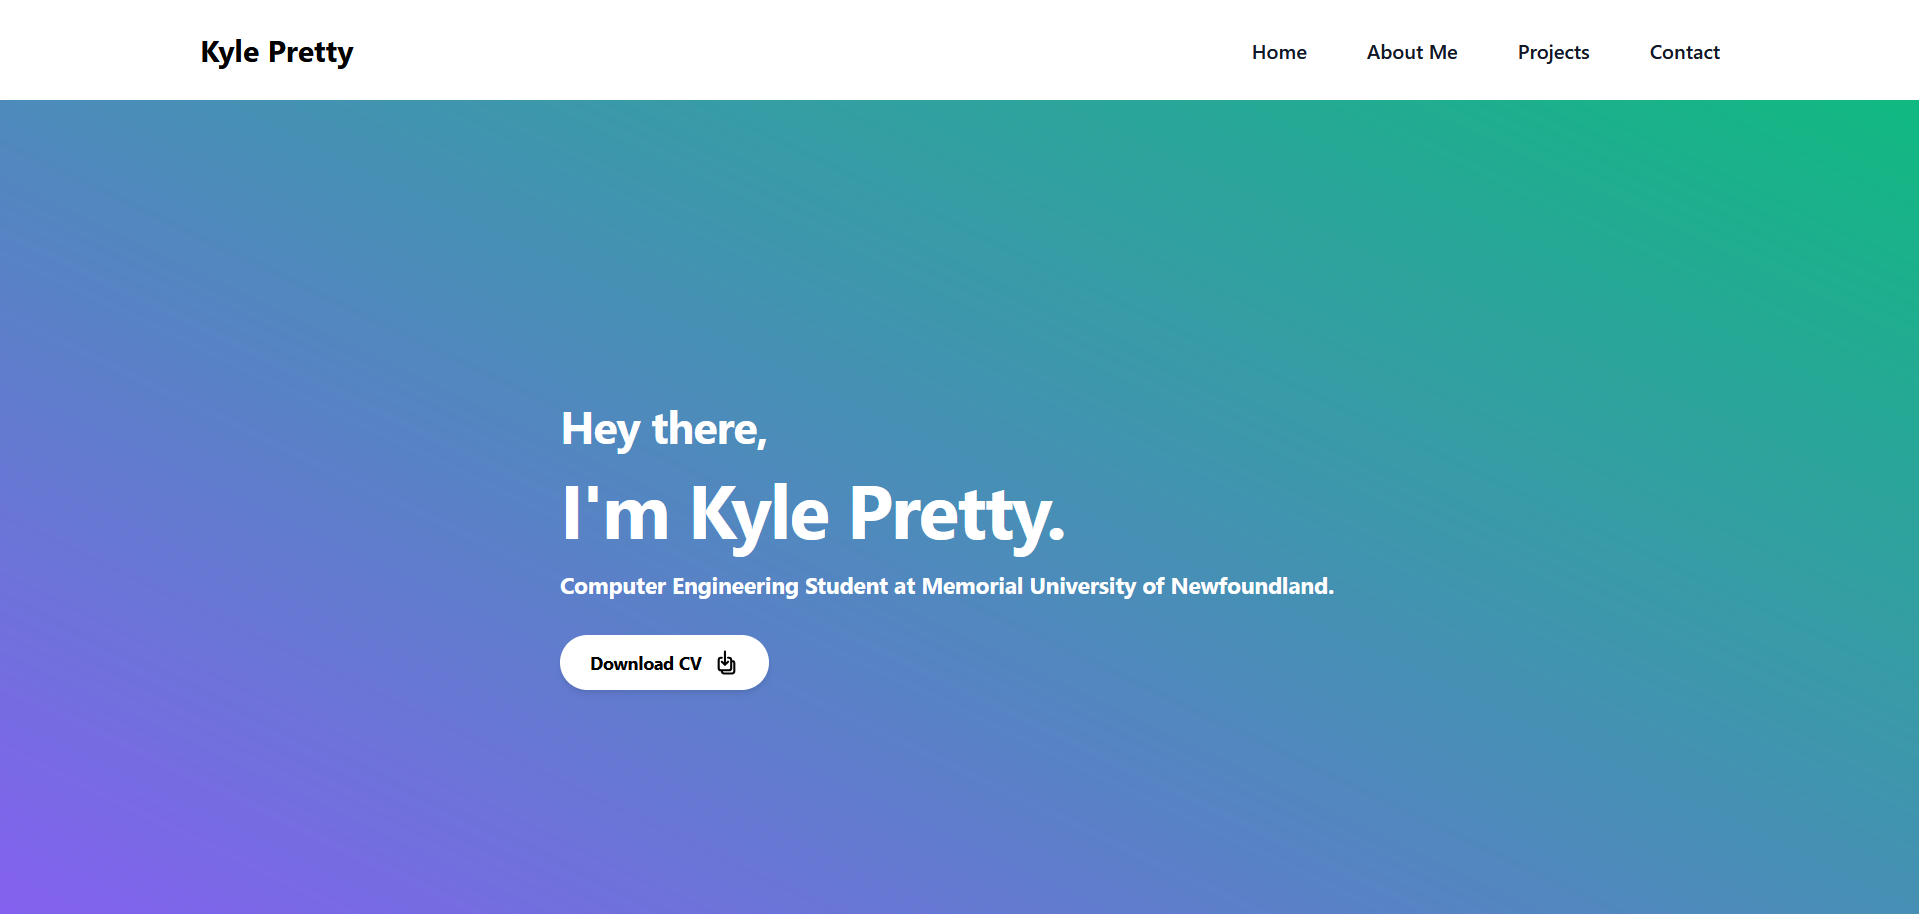 Kyle Pretty
Home About Me Projects Contact
Hey there,
I'm Kyle Pretty.
Computer Engineering Student at Memorial University of Newfoundland.
Download CV